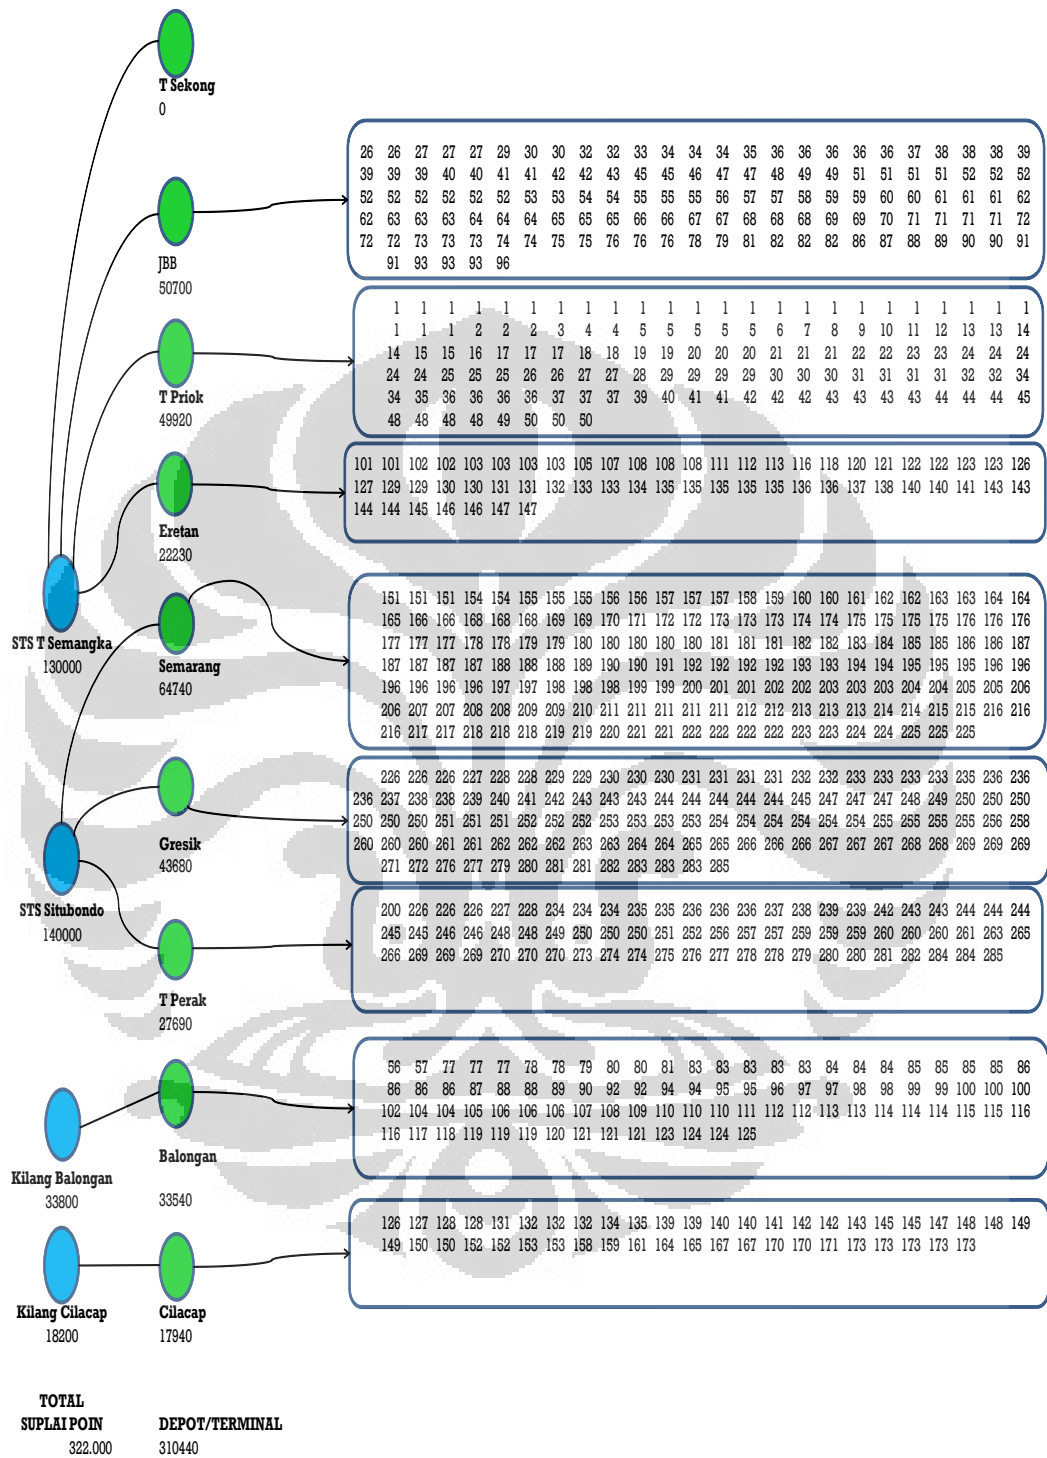 T Sekong
0
26 26 27 27 27 29 30 30 32 32 33 34 34 34 35 36 36 36 36 36 37 38 38 38 39
39 39 39 40 40 41 41 42 42 43 45 45 46 47 47 48 49 49 51 51 51 51 52 52 52
52 52 52 52 52 52 53 53 54 54 55 55 55 56 57 57 58 59 59 60 60 61 61 61 62
62 63 63 63 64 64 64 65 65 65 66 66 67 67 68 68 68 69 69 70 71 71 71 71 72
72 72 73 73 73 74 74 75 75 76 76 76 78 79 81 82 82 82 86 87 88 89 90 90 91
91 93 93 93 96
JBB
50700
1 1 1 1 1 1 1 1 1 1 1 1 1 1 1 1 1 1 1 1 1 1 1 1
1 1 1 2 2 2 3 4 4 5 5 5 5 5 6 7 8 9 10 11 12 13 13 14
14 15 15 16 17 17 17 18 18 19 19 20 20 20 21 21 21 22 22 23 23 24 24 24
24 24 25 25 25 26 26 27 27 28 29 29 29 29 30 30 30 31 31 31 31 32 32 34
34 35 36 36 36 36 37 37 37 39 40 41 41 42 42 42 43 43 43 43 44 44 44 45
48 48 48 48 49 50 50 50
T Priok
49920
101 101 102 102 103 103 103 103 105 107 108 108 108 111 112 113 116 118 120 121 122 122 123 123 126
127 129 129 130 130 131 131 132 133 133 134 135 135 135 135 135 136 136 137 138 140 140 141 143 143
144 144 145 146 146 147 147
Eretan
22230
151 151 151 154 154 155 155 155 156 156 157 157 157 158 159 160 160 161 162 162 163 163 164 164
165 166 166 168 168 168 169 169 170 171 172 172 173 173 173 174 174 175 175 175 175 176 176 176
177 177 177 178 178 179 179 180 180 180 180 180 181 181 181 182 182 183 184 185 185 186 186 187
187 187 187 187 188 188 188 189 190 190 191 192 192 192 192 193 193 194 194 195 195 195 196 196
196 196 196 196 197 197 198 198 198 199 199 200 201 201 202 202 203 203 203 204 204 205 205 206
206 207 207 208 208 209 209 210 211 211 211 211 211 212 212 213 213 213 214 214 215 215 216 216
216 217 217 218 218 218 219 219 220 221 221 222 222 222 222 223 223 224 224 225 225 225
STS T Semangka
130000
Semarang
64740
226 226 226 227 228 228 229 229 230 230 230 231 231 231 231 232 232 233 233 233 233 235 236 236
236 237 238 238 239 240 241 242 243 243 243 244 244 244 244 244 245 247 247 247 248 249 250 250 250
250 250 250 251 251 251 252 252 252 253 253 253 253 254 254 254 254 254 254 255 255 255 255 256 258
260 260 260 261 261 262 262 262 263 263 264 264 265 265 266 266 266 267 267 267 268 268 269 269 269
271 272 276 277 279 280 281 281 282 283 283 283 285
Gresik
43680
STS Situbondo
140000
200 226 226 226 227 228 234 234 234 235 235 236 236 236 237 238 239 239 242 243 243 244 244 244
245 245 246 246 248 248 249 250 250 250 251 252 256 257 257 259 259 259 260 260 260 261 263 265
266 269 269 269 270 270 270 273 274 274 275 276 277 278 278 279 280 280 281 282 284 284 285
T Perak
27690
56 57 77 77 77 78 78 79 80 80 81 83 83 83 83 83 84 84 84 85 85 85 85 86
86 86 86 87 88 88 89 90 92 92 94 94 95 95 96 97 97 98 98 99 99 100 100 100
102 104 104 105 106 106 106 107 108 109 110 110 110 111 112 112 113 113 114 114 114 115 115 116
116 117 118 119 119 119 120 121 121 121 123 124 124 125
Kilang Balongan
33800
Balongan
33540
126 127 128 128 131 132 132 132 134 135 139 139 140 140 141 142 142 143 145 145 147 148 148 149
149 150 150 152 152 153 153 158 159 161 164 165 167 167 170 170 171 173 173 173 173 173
Kilang Cilacap
18200
Cilacap
17940
TOTAL
SUPLAI POIN DEPOT/TERMINAL
322.000 310440